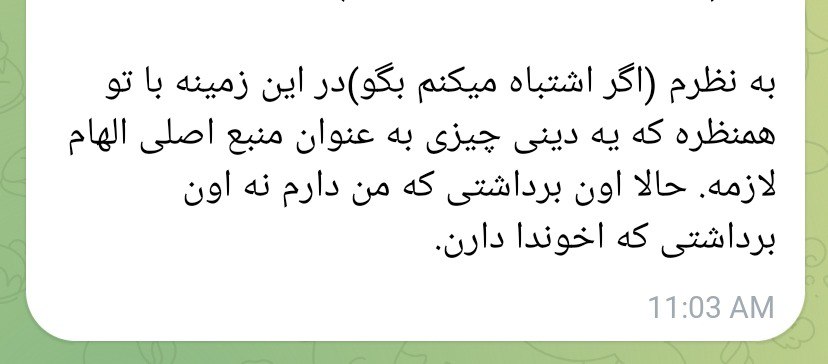 به نظرم (اگر اشتباه میکنم بگو)در این زمینه با تو
همنظره که یه دینی چیزی به عنوان منبع اصلی الهام
لازمه. حالا اون برداشتی که من دارم نه اون
برداشتی که اخوندا دارن.
11:03 AM